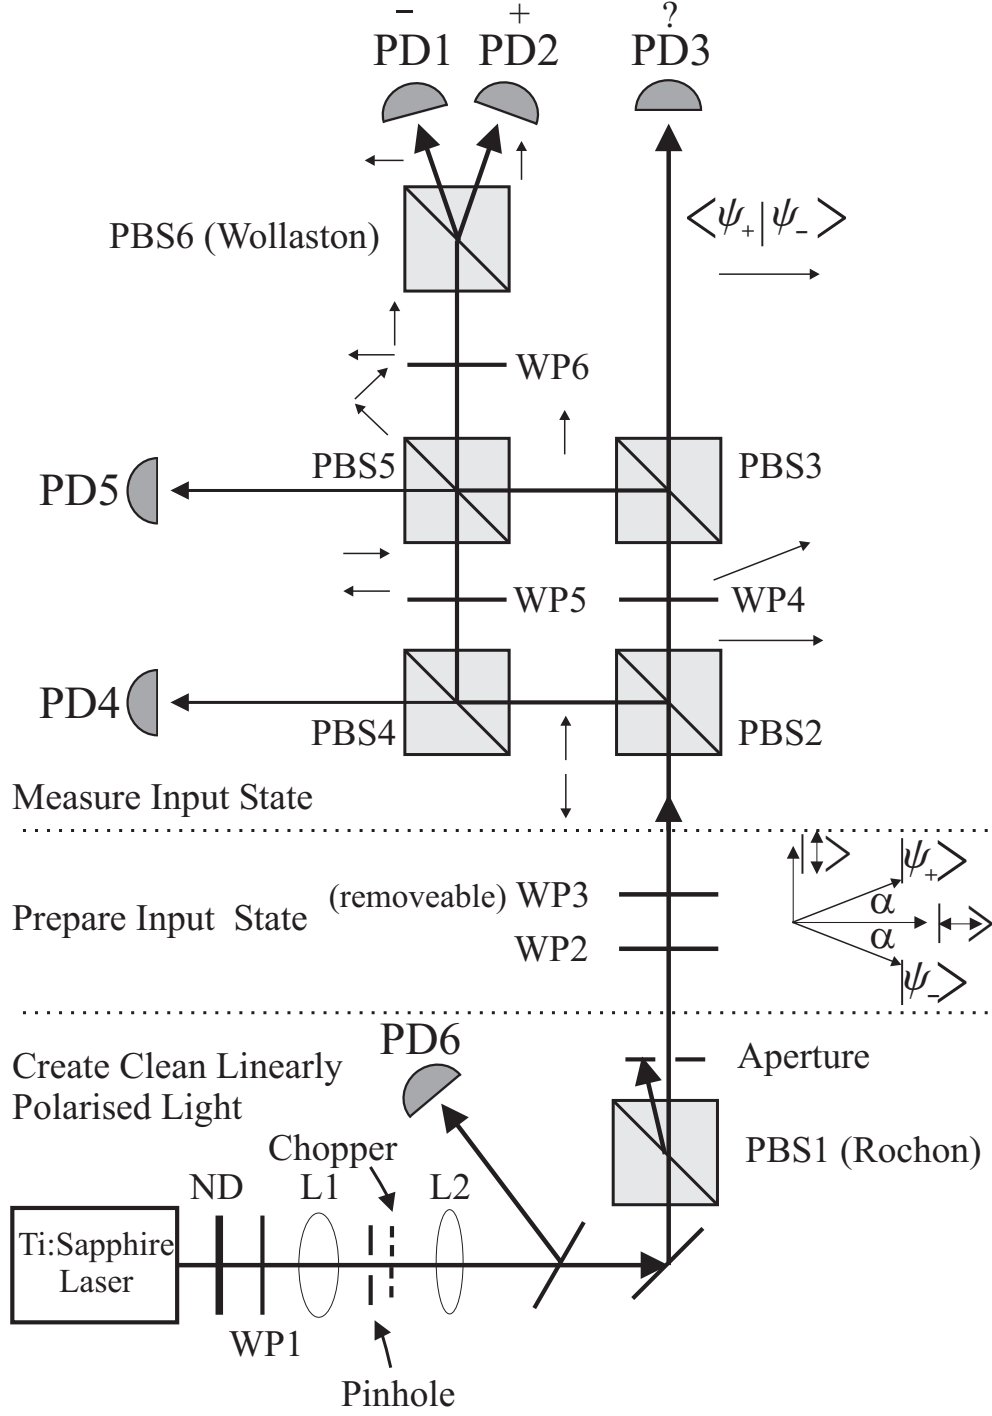 - + ?
PD1 PD2 PD3
PBS6 (Wollaston)
<ψ₊|ψ₋>
WP6
PBS5 PBS3
PD5
WP5 WP4
PD4
PBS4 PBS2
Measure Input State
|↕> |ψ₊>
(removeable) WP3
α
Prepare Input State |↔>
WP2 α
|ψ₋>
PD6
Create Clean Linearly Aperture
Polarised Light
Chopper PBS1 (Rochon)
ND L1 L2
Ti:Sapphire
Laser
WP1
Pinhole